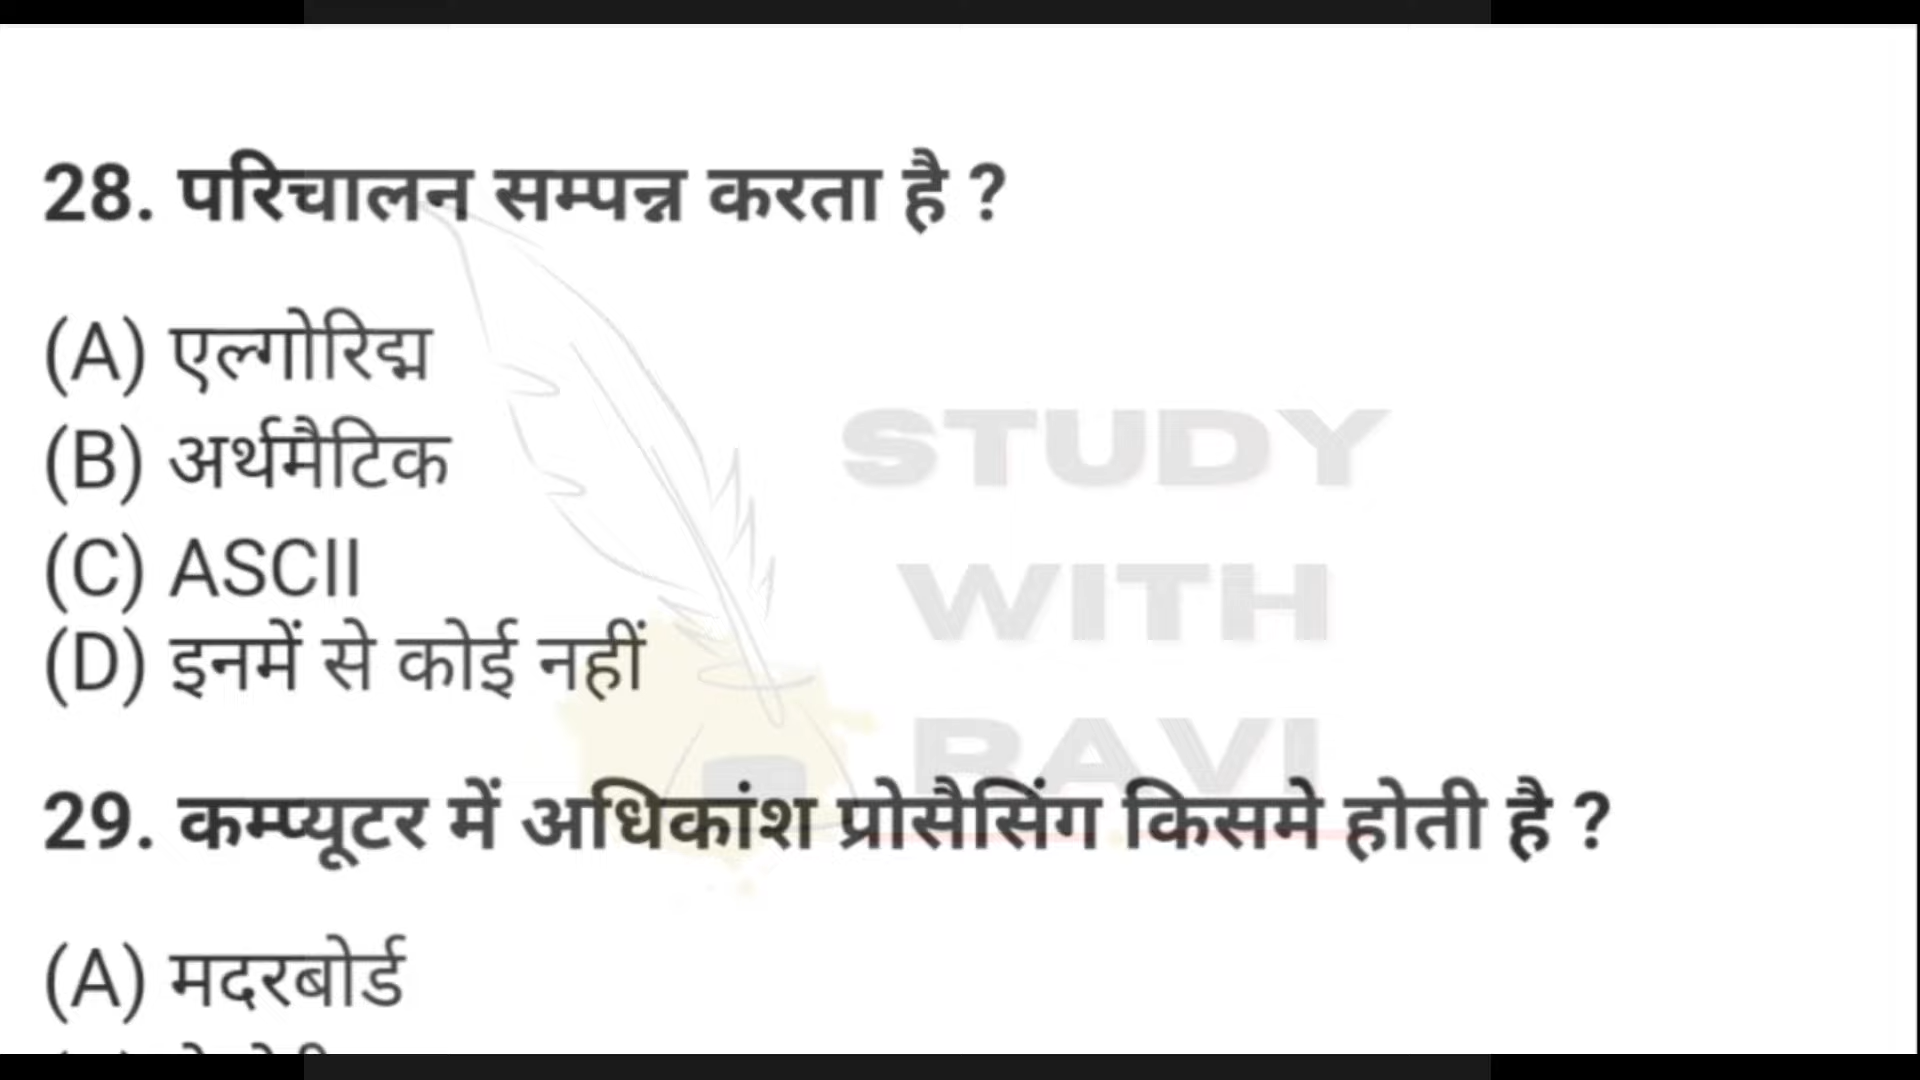 28. परिचालन सम्पन्न करता है ?
(A) एल्गोरिद्म
(B) अर्थमैटिक
(C) ASCII
(D) इनमें से कोई नहीं
STUDY
WITH
RAVI
29. कम्प्यूटर में अधिकांश प्रोसैसिंग किसमे होती है ?
(A) मदरबोर्ड